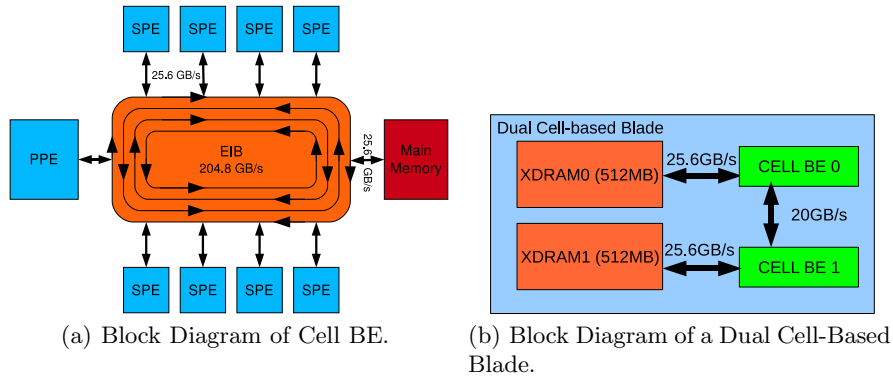 SPE SPE SPE SPE
25.6 GB/s
PPE
EIB
204.8 GB/s
25.6 GB/s
Main
Memory
SPE SPE SPE SPE
(a) Block Diagram of Cell BE.
Dual Cell-based Blade
XDRAM0 (512MB)
25.6GB/s
CELL BE 0
20GB/s
XDRAM1 (512MB)
25.6GB/s
CELL BE 1
(b) Block Diagram of a Dual Cell-Based
Blade.